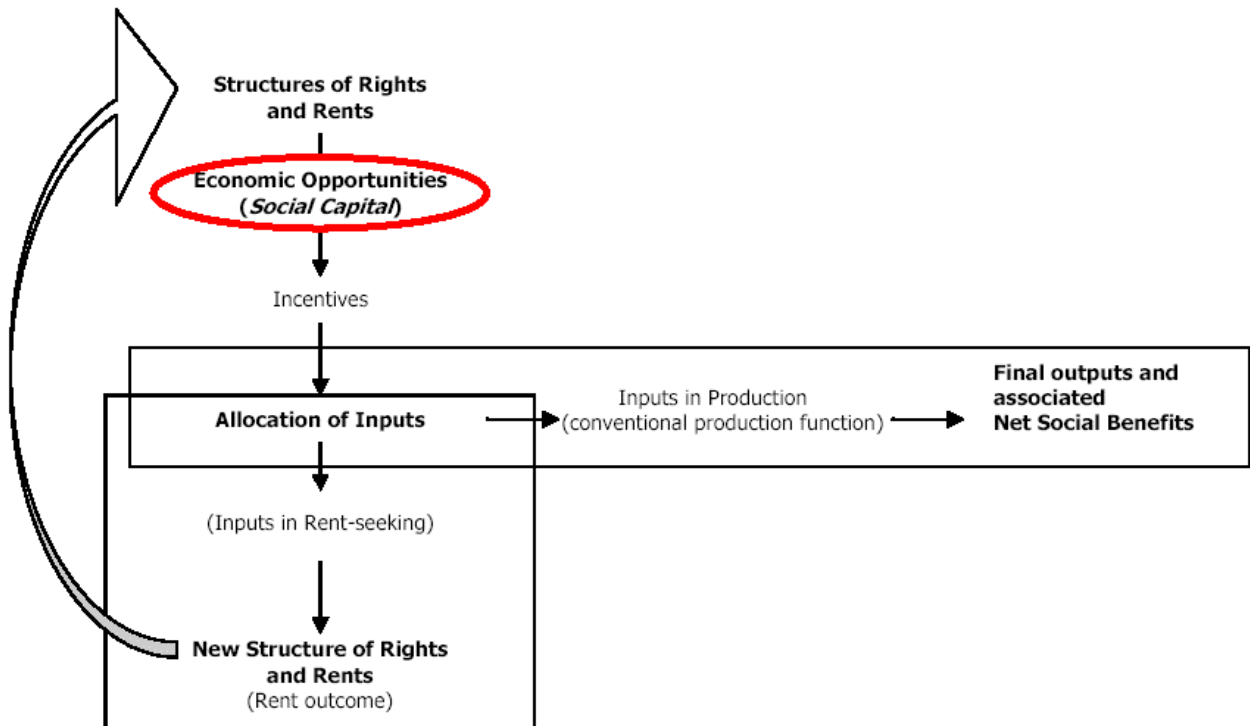 Structures of Rights
and Rents
Economic Opportunities
(Social Capital)
Incentives
Allocation of Inputs
Inputs in Production
(conventional production function)
Final outputs and
associated
Net Social Benefits
(Inputs in Rent-seeking)
New Structure of Rights
and Rents
(Rent outcome)